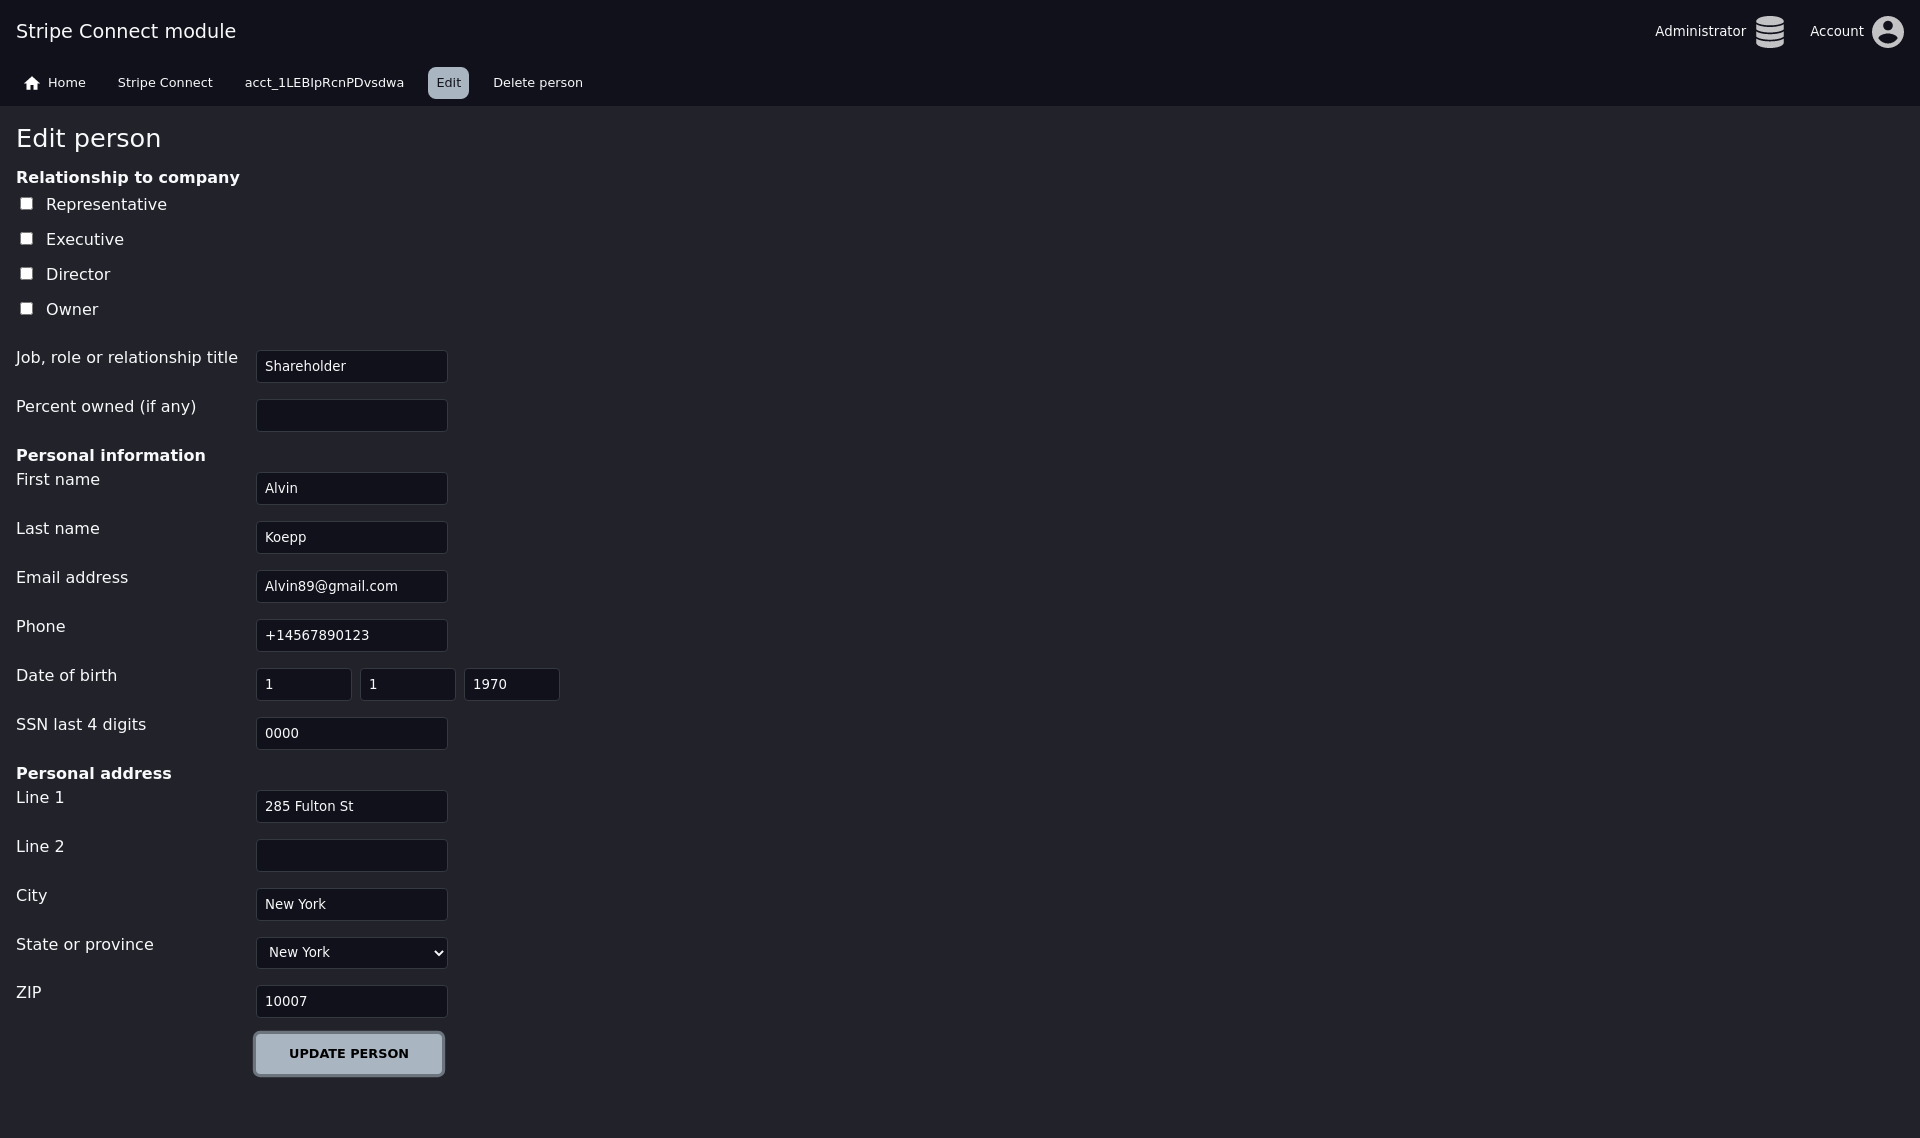 Stripe Connect module
Administrator
Account
Home
Stripe Connect
acct_1LEBIpRcnPDvsdwa
Edit
Delete person
Edit person
Relationship to company
Representative
Executive
Director
Owner
Job, role or relationship title
Shareholder
Percent owned (if any)
Personal information
First name
Alvin
Last name
Koepp
Email address
Alvin89@gmail.com
Phone
+14567890123
Date of birth
1 1 1970
SSN last 4 digits
0000
Personal address
Line 1
285 Fulton St
Line 2
City
New York
State or province
New York
ZIP
10007
UPDATE PERSON